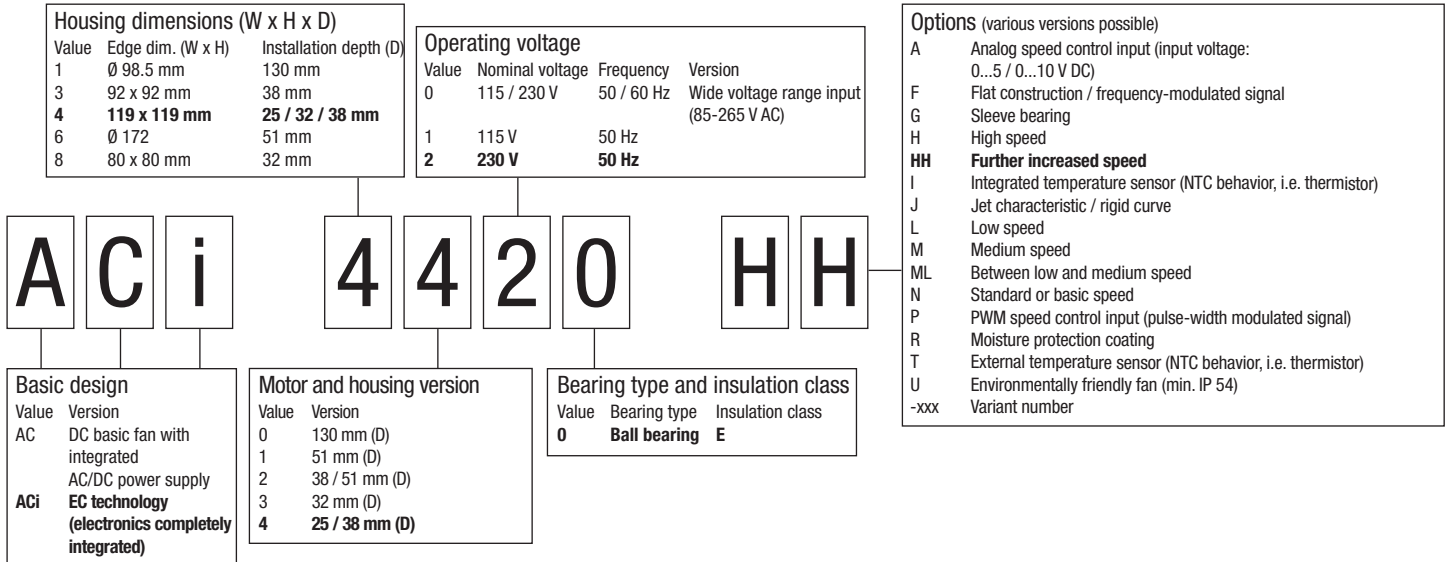 Housing dimensions (W x H x D)
Value Edge dim. (W x H) Installation depth (D)
1 Ø 98.5 mm 130 mm
3 92 x 92 mm 38 mm
4 119 x 119 mm 25 / 32 / 38 mm
6 Ø 172 51 mm
8 80 x 80 mm 32 mm
Operating voltage
Value Nominal voltage Frequency Version
0 115 / 230 V 50 / 60 Hz Wide voltage range input
(85-265 V AC)
1 115 V 50 Hz
2 230 V 50 Hz
Options (various versions possible)
A Analog speed control input (input voltage:
0...5 / 0...10 V DC)
F Flat construction / frequency-modulated signal
G Sleeve bearing
H High speed
HH Further increased speed
I Integrated temperature sensor (NTC behavior, i.e. thermistor)
J Jet characteristic / rigid curve
L Low speed
M Medium speed
ML Between low and medium speed
N Standard or basic speed
P PWM speed control input (pulse-width modulated signal)
R Moisture protection coating
T External temperature sensor (NTC behavior, i.e. thermistor)
U Environmentally friendly fan (min. IP 54)
-xxx Variant number
A C i 4 4 2 0 H H
Basic design
Value Version
AC DC basic fan with
integrated
AC/DC power supply
ACi EC technology
(electronics completely
integrated)
Motor and housing version
Value Version
0 130 mm (D)
1 51 mm (D)
2 38 / 51 mm (D)
3 32 mm (D)
4 25 / 38 mm (D)
Bearing type and insulation class
Value Bearing type Insulation class
0 Ball bearing E